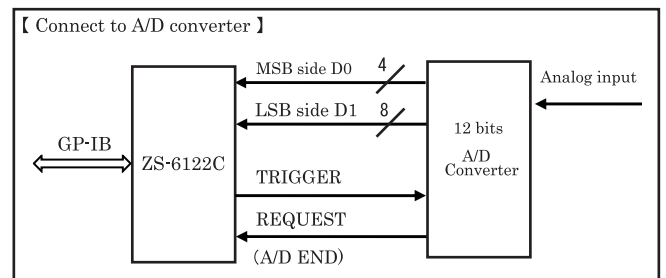 【 Connect to A/D converter 】
MSB side D0 4
LSB side D1 8
Analog input
GP-IB
ZS-6122C
12 bits
A/D
Converter
TRIGGER
REQUEST
(A/D END)